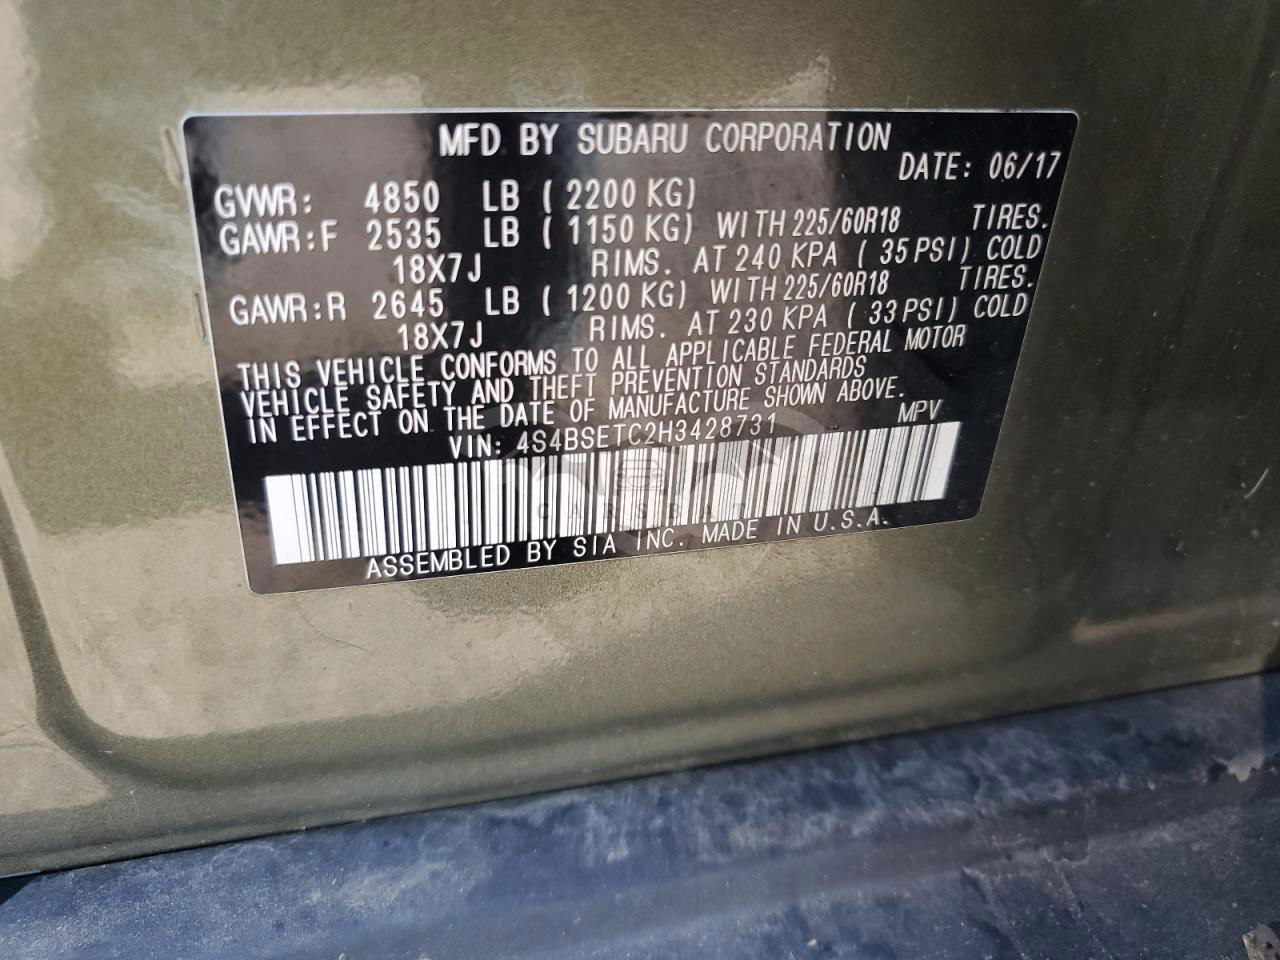 MFD BY SUBARU CORPORATION
DATE: 06/17
GVWR: 4850 LB ( 2200 KG)
GAWR:F 2535 LB ( 1150 KG) WITH 225/60R18 TIRES.
18X7J RIMS. AT 240 KPA ( 35 PSI) COLD
GAWR:R 2645 LB ( 1200 KG) WITH 225/60R18 TIRES.
18X7J RIMS. AT 230 KPA ( 33 PSI) COLD
THIS VEHICLE CONFORMS TO ALL APPLICABLE FEDERAL MOTOR
VEHICLE SAFETY AND THEFT PREVENTION STANDARDS
IN EFFECT ON THE DATE OF MANUFACTURE SHOWN ABOVE.
VIN: 4S4BSETC2H3428731 MPV
ASSEMBLED BY SIA INC. MADE IN U.S.A.